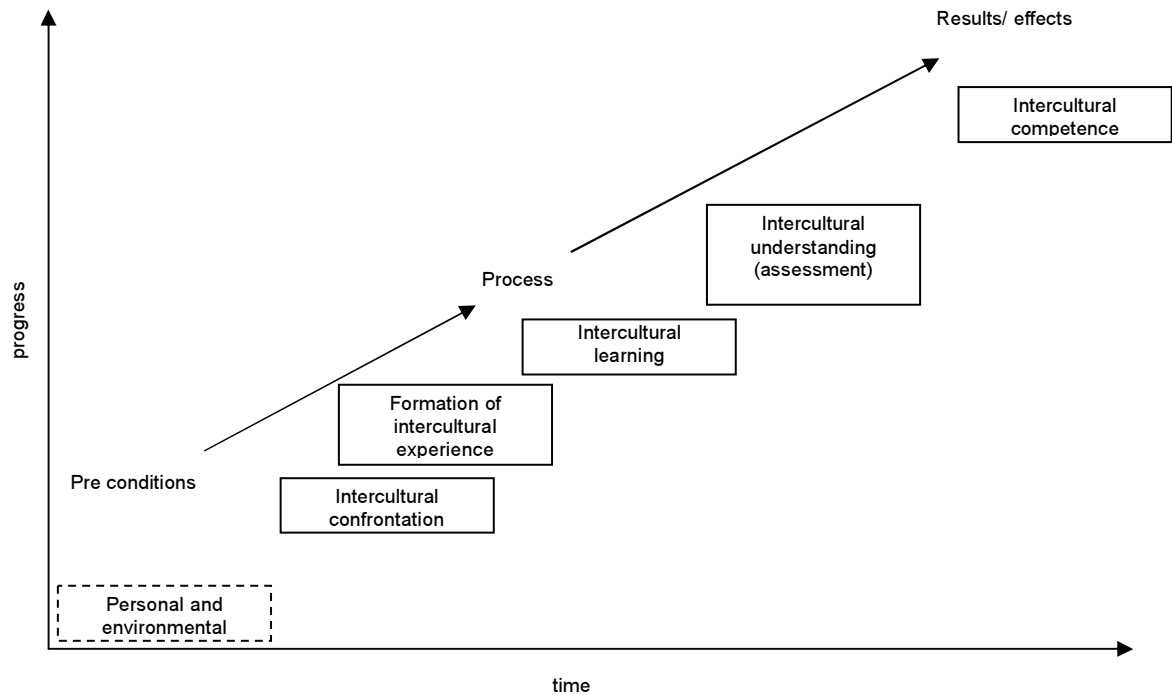 Results/ effects
Intercultural
competence
Intercultural
understanding
(assessment)
Process
Intercultural
learning
progress
Formation of
intercultural
experience
Pre conditions
Intercultural
confrontation
Personal and
environmental
time